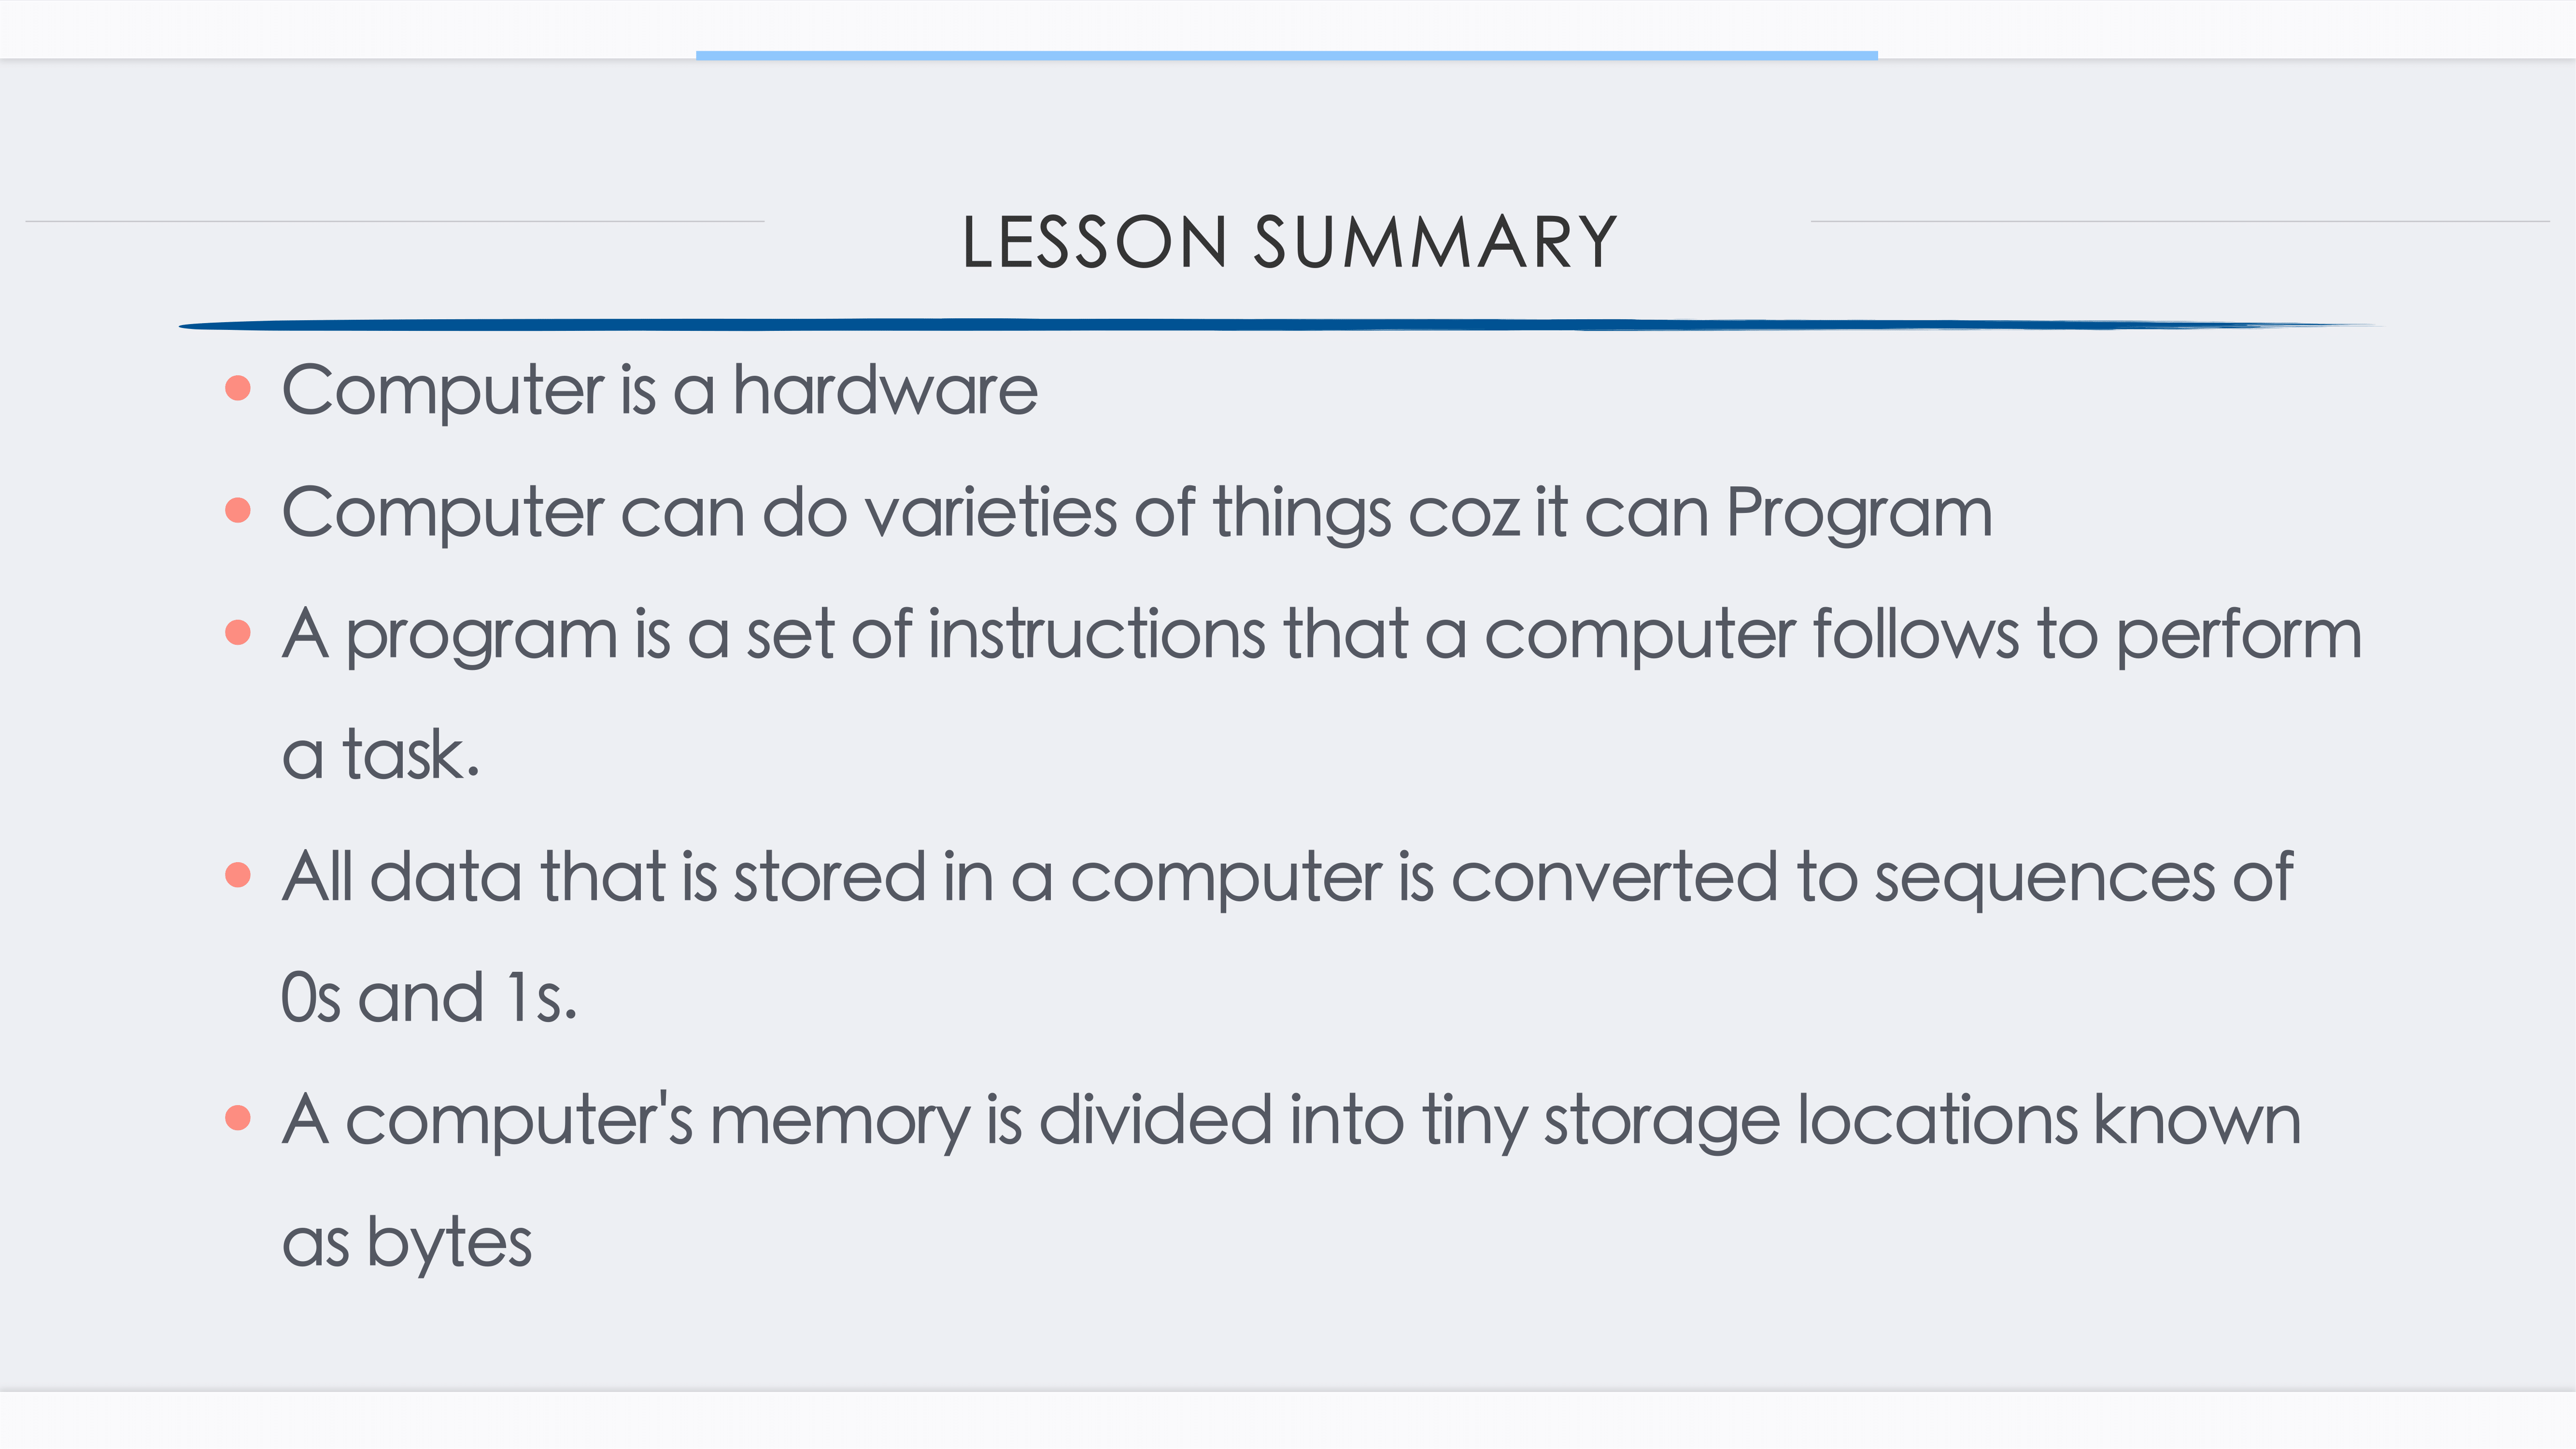 LESSON SUMMARY
• Computer is a hardware
• Computer can do varieties of things coz it can Program
• A program is a set of instructions that a computer follows to perform
a task.
• All data that is stored in a computer is converted to sequences of
0s and 1s.
• A computer's memory is divided into tiny storage locations known
as bytes